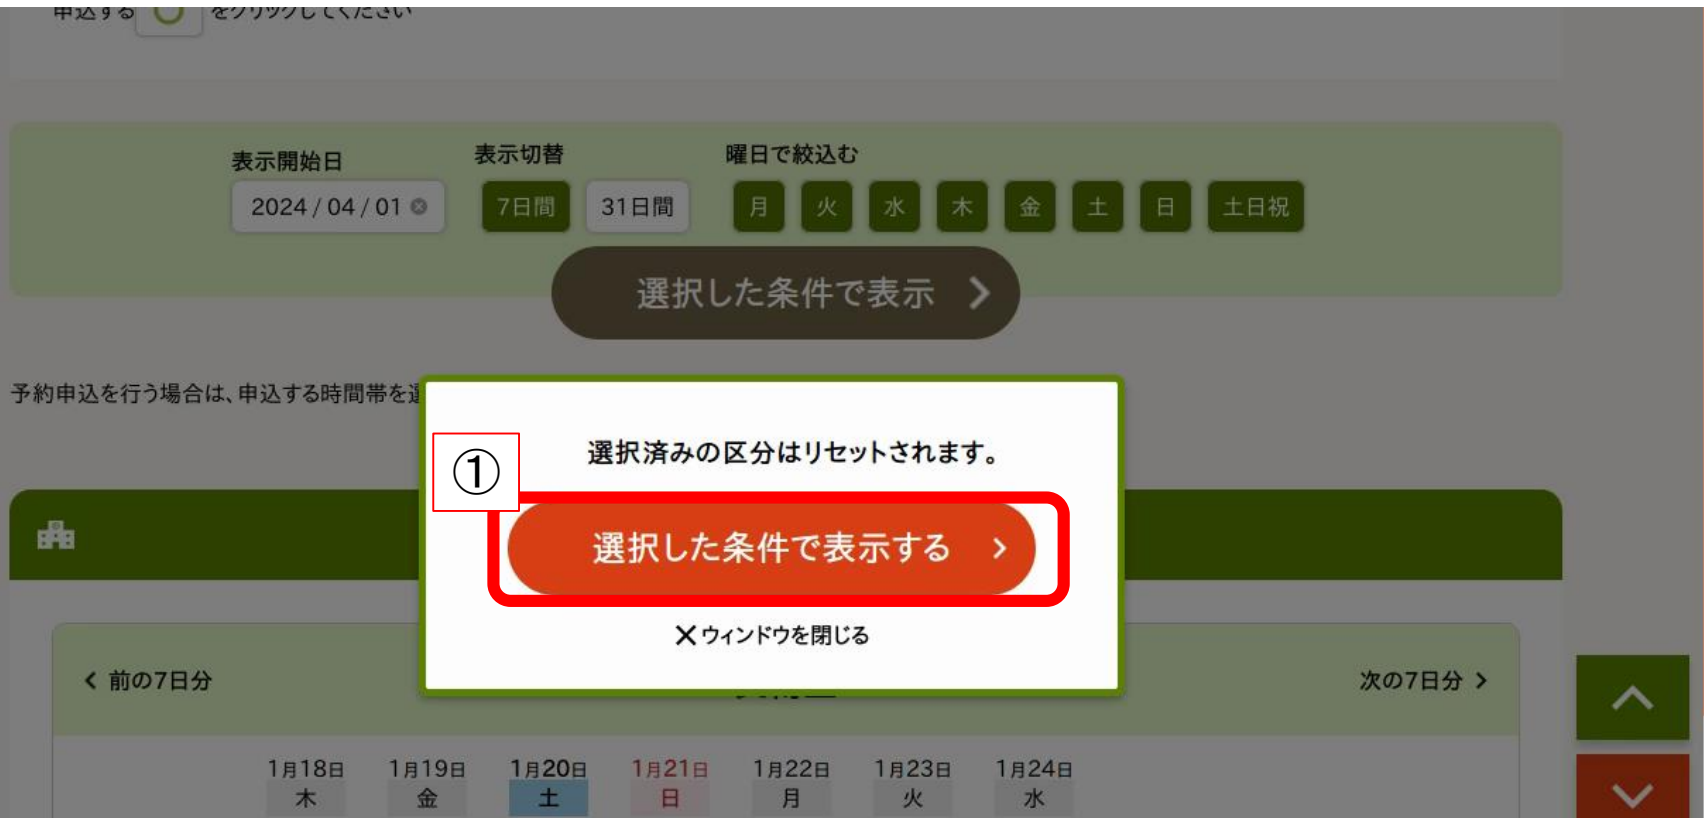 申込する をクリックしてください
表示開始日 表示切替 曜日で絞込む
2024 / 04 / 01 7日間 31日間 月 火 水 木 金 土 日 土日祝
選択した条件で表示
予約申込を行う場合は、申込する時間帯を選
①
選択済みの区分はリセットされます。
選択した条件で表示する
ウィンドウを閉じる
前の7日分 次の7日分
1月18日 1月19日 1月20日 1月21日 1月22日 1月23日 1月24日
木 金 土 日 月 火 水